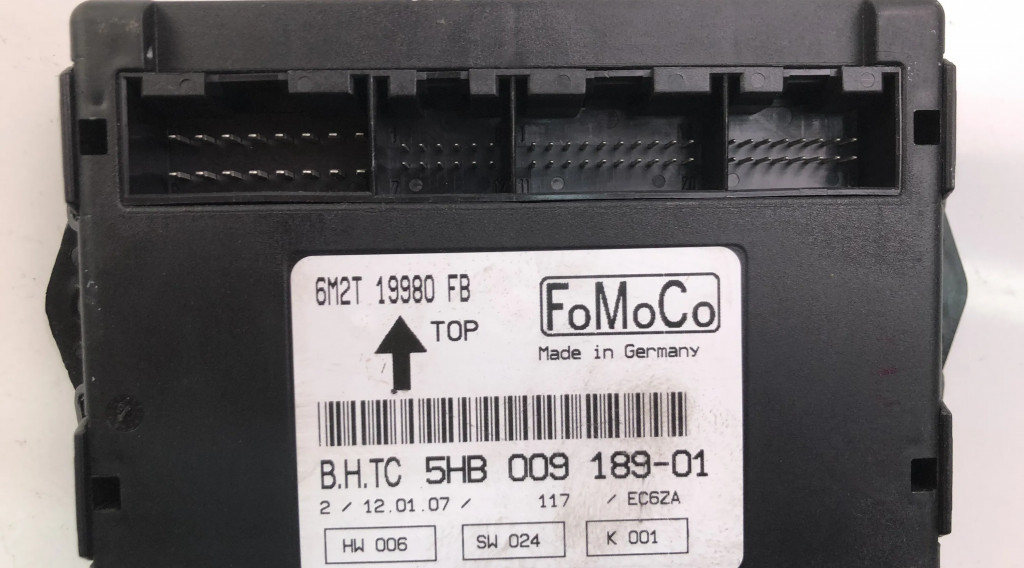 6M2T 19980 FB
FoMoCo
TOP
Made in Germany
B.H.TC 5HB 009 189-01
2 / 12.01.07 / 117 / EC6ZA
HW 006 SW 024 K 001